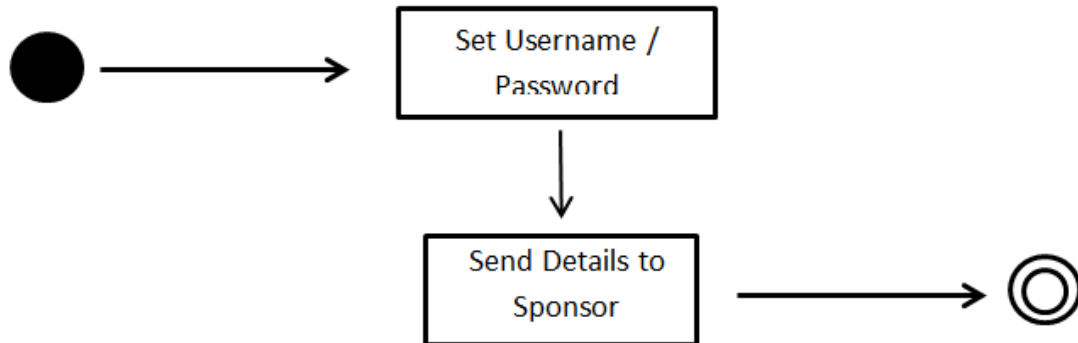 Set Username /
Password
Send Details to
Sponsor